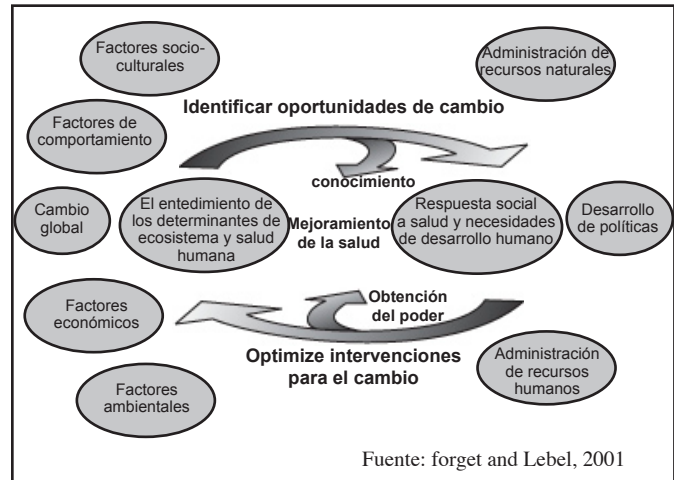 Factores socio-
culturales
Administración de
recursos naturales
Identificar oportunidades de cambio
Factores de
comportamiento
conocimiento
Cambio
global
El entedimiento de
los determantes de
ecosistema y salud
humana
Mejoramiento
de la salud
Respuesta social
a salud y necesidades
de desarrollo humano
Desarrollo
de políticas
Factores
económicos
Obtención
del poder
Optimize intervenciones
para el cambio
Administración
de recursos
humanos
Factores
ambientales
Fuente: forget and Lebel, 2001